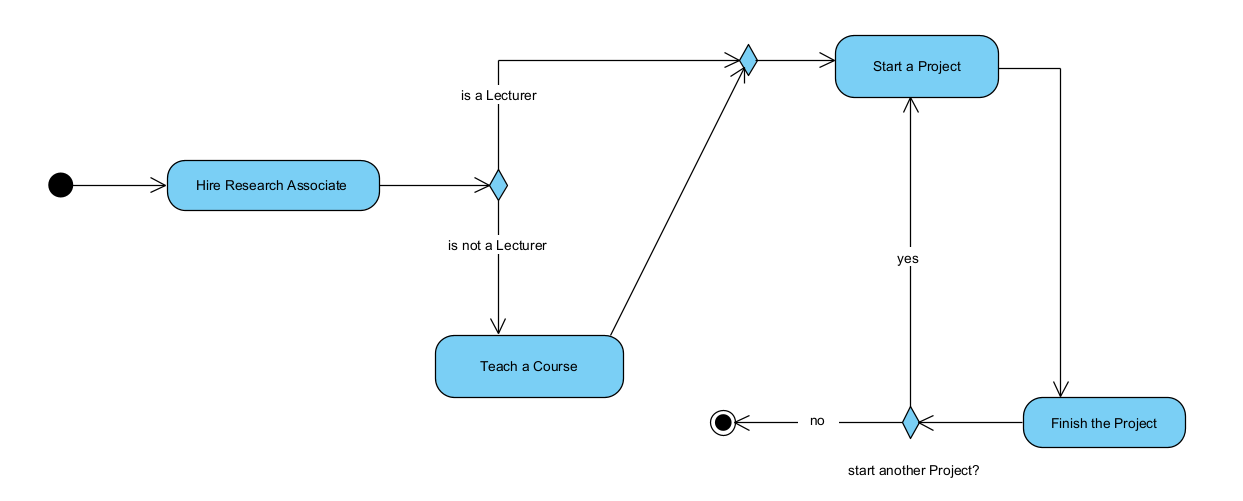 Start a Project
is a Lecturer
Hire Research Associate
is not a Lecturer
yes
Teach a Course
no
Finish the Project
start another Project?